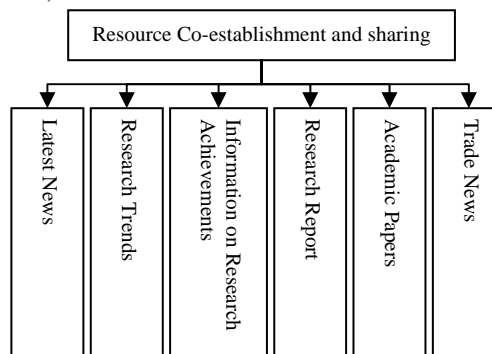 Resource Co-establishment and sharing
Latest News
Research Trends
Information on Research
Achievements
Research Report
Academic Papers
Trade News